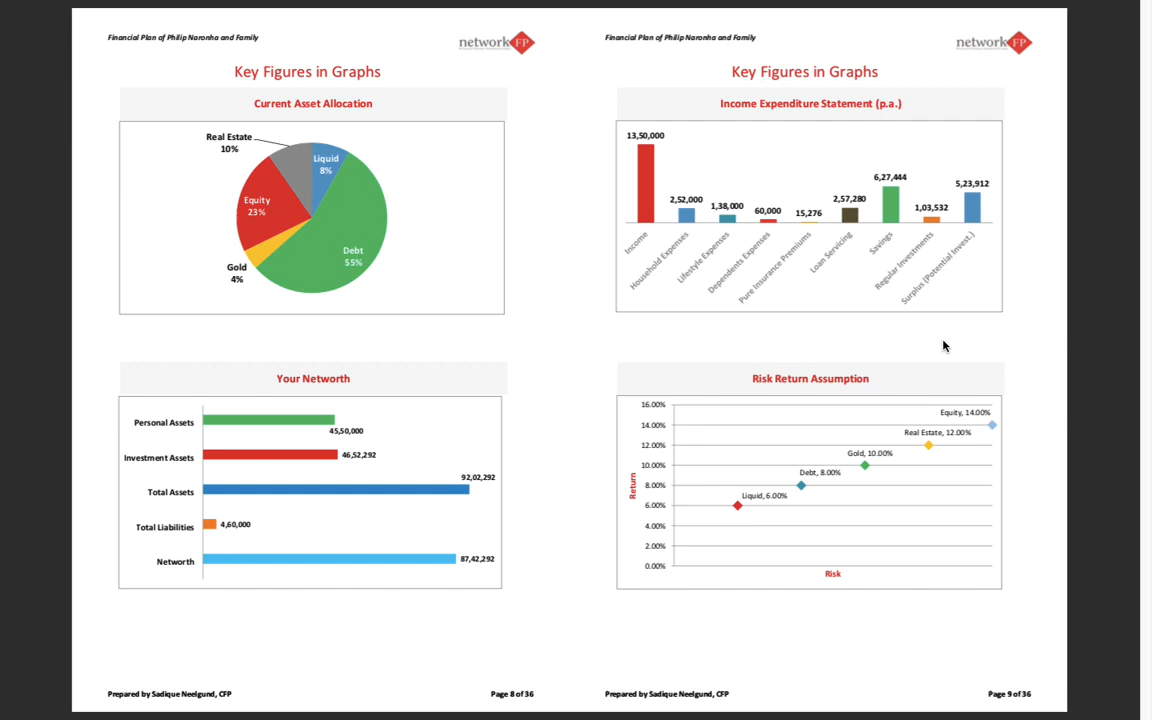 Financial Plan of Philip Naronha and Family
network FP
Key Figures in Graphs
Current Asset Allocation
Real Estate
10%
Liquid
8%
Equity
23%
Debt
55%
Gold
4%
Your Networth
Personal Assets
45,50,000
Investment Assets
46,52,292
92,02,292
Total Assets
Total Liabilities
4,60,000
Networth
87,42,292
Prepared by Sadique Neelgund, CFP
Page 8 of 36
Financial Plan of Philip Naronha and Family
network FP
Key Figures in Graphs
Income Expenditure Statement (p.a.)
13,50,000
2,52,000
1,38,000
60,000
15,276
2,57,280
6,27,444
1,03,532
5,23,912
Income
Household Expenses
Lifestyle Expenses
Dependents Expenses
Pure Insurance Premiums
Loan Servicing
Savings
Regular Investments
Surplus (Potential Invest.)
Risk Return Assumption
16.00%
14.00%
12.00%
10.00%
8.00%
6.00%
4.00%
2.00%
0.00%
Return
Equity, 14.00%
Real Estate, 12.00%
Gold, 10.00%
Debt, 8.00%
Liquid, 6.00%
Risk
Prepared by Sadique Neelgund, CFP
Page 9 of 36